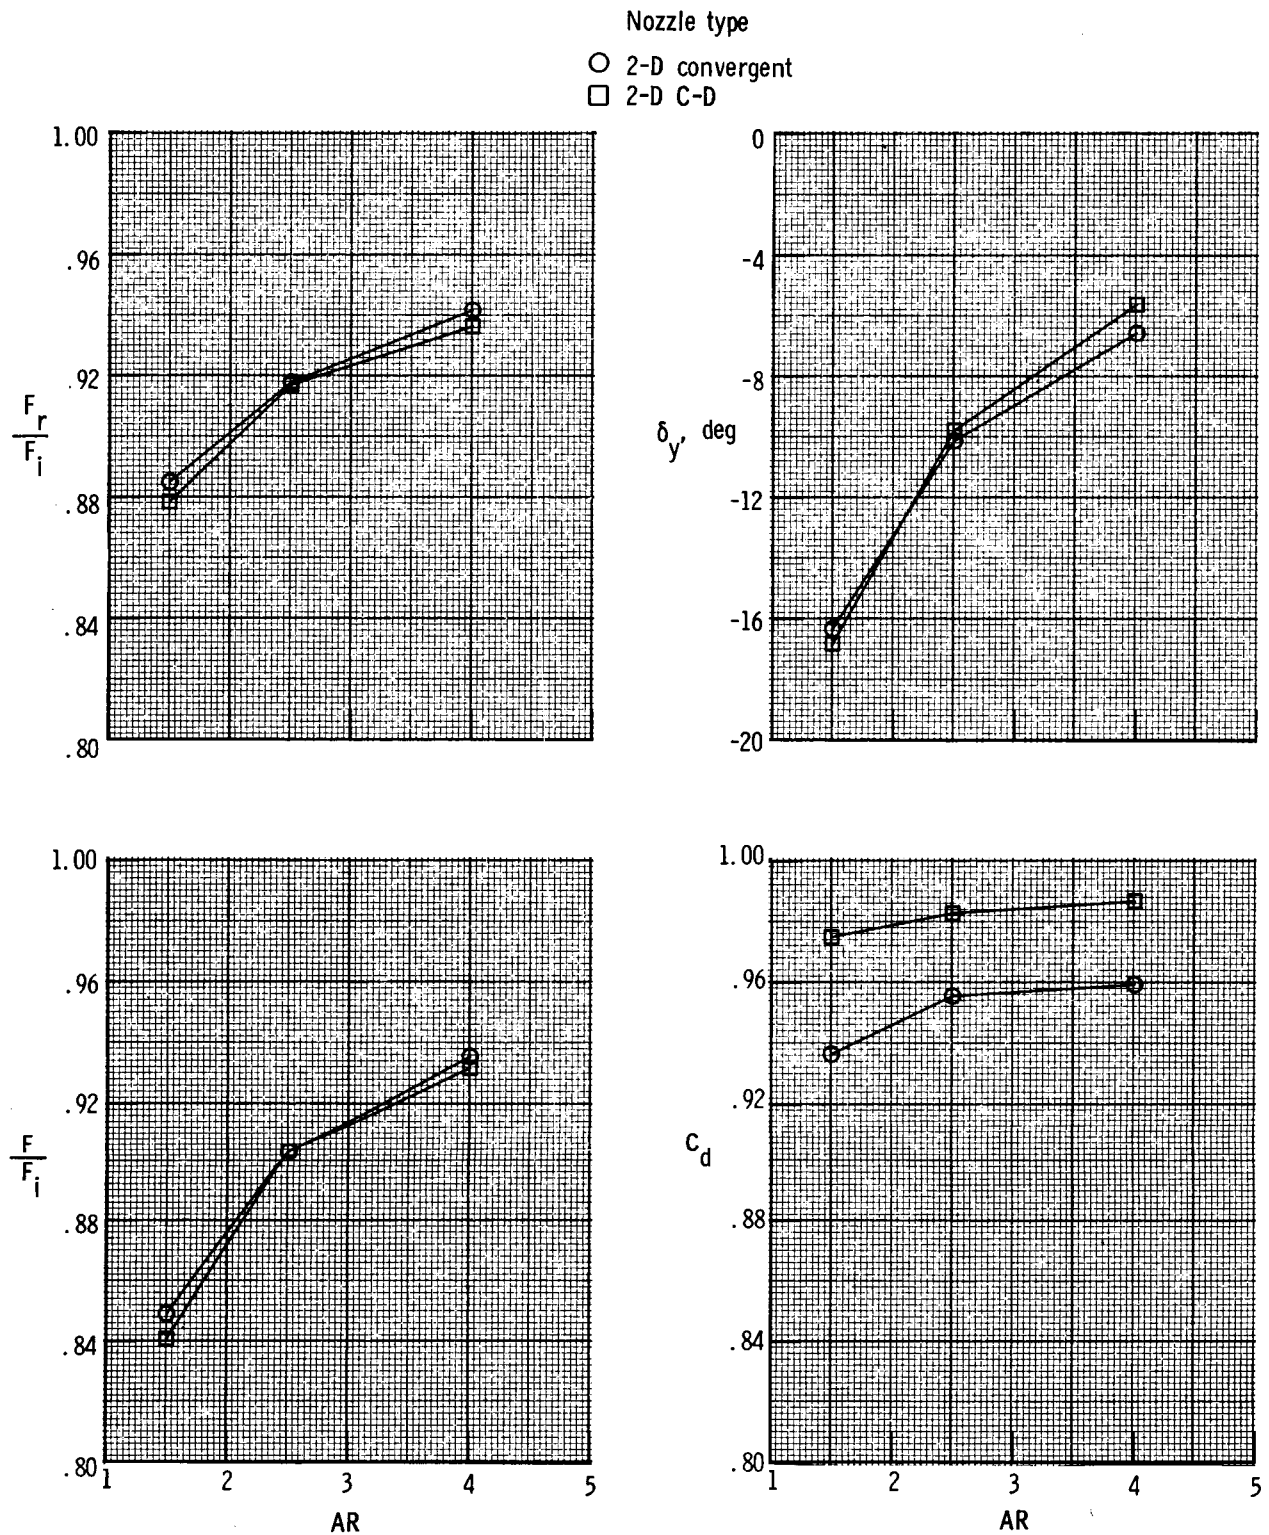 Nozzle type
2-D convergent
2-D C-D
1.00
.96
.92
.88
.84
.80
F_r
F_i
0
-4
-8
-12
-16
-20
δ_y, deg
1.00
.96
.92
.88
.84
.80
F
F_i
1 2 3 4 5
AR
1.00
.96
.92
.88
.84
.80
C_d
1 2 3 4 5
AR